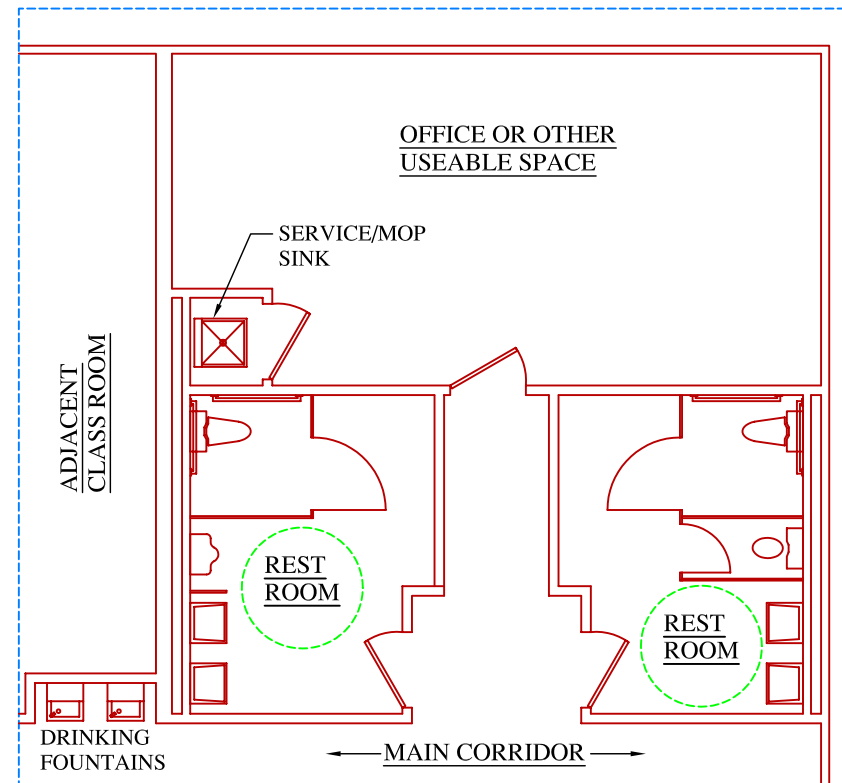 OFFICE OR OTHER
USEABLE SPACE
SERVICE/MOP
SINK
ADJACENT
CLASS ROOM
REST
ROOM
REST
ROOM
DRINKING
FOUNTAINS
MAIN CORRIDOR